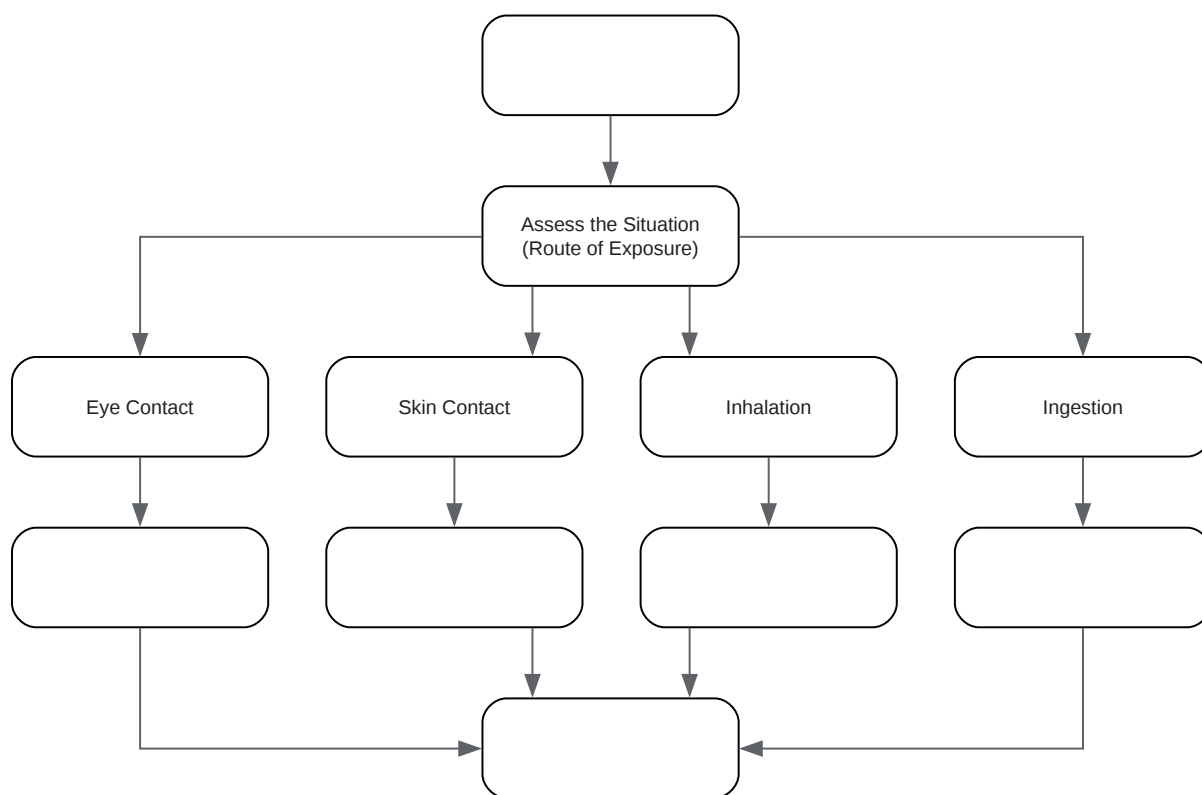 Assess the Situation
(Route of Exposure)
Eye Contact
Skin Contact
Inhalation
Ingestion